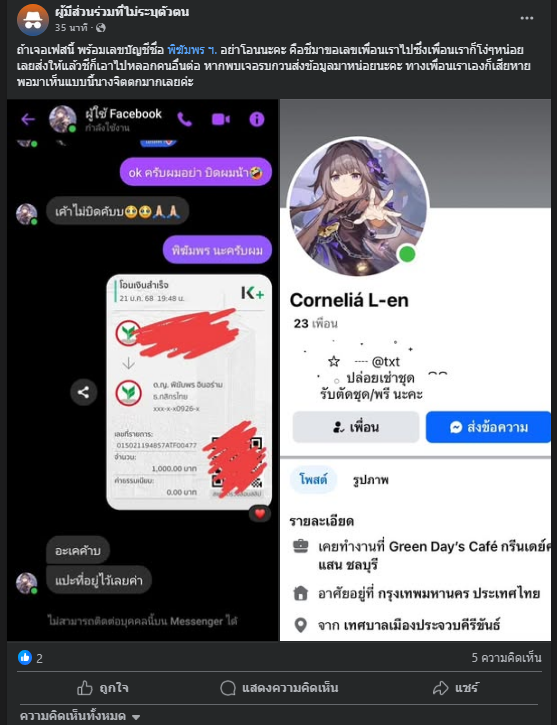 ผู้มีส่วนร่วมที่ไม่ระบุตัวตน
35 นาที ·
ถ้าเจอเฟสนี้ พร้อมเลขบัญชีชื่อ พิฃัมพร ฯ. อย่าโอนนะคะ คือชีมาขอเลขเพื่อนเราไปซึ่งเพื่อนเราก็โง่ๆหน่อย
เลยส่งให้แล้วชีก็เอาไปหลอกคนอื่นต่อ หากพบเจอรบกวนส่งข้อมูลมาหน่อยนะคะ ทางเพื่อนเราเองก็เสียหาย
พอมาเห็นแบบนี้นางจิตตกมากเลยค่ะ
ผู้ใช้ Facebook
กำลังใช้งาน
ok ครับผมอย่า บิดผมน้า🤣
เค้าไม่บิดคับบ🥹🥹🙏🏻🙏🏻
พิฃัมพร นะครับผม
โอนเงินสำเร็จ
21 ม.ค. 68 19:48 น.
K+
ด.ญ. พิฃัมพร อินอร่าม
ธ.กสิกรไทย
xxx-x-x0926-x
เลขที่รายการ:
015021194857ATF00477
จำนวน:
1,000.00 บาท
ค่าธรรมเนียม:
0.00 บาท
อะเคค้าบ
แปะที่อยู่ไว้เลยค่า
ไม่สามารถติดต่อบุคคลนี้บน Messenger ได้
Corneliá L-en
23 เพื่อน
☆ ---- @txt
ปล่อยเช่าชุด
รับตัดชุด/พรี นะคะ
เพื่อน
ส่งข้อความ
โพสต์
รูปภาพ
รายละเอียด
เคยทำงานที่ Green Day's Café กรีนเดย์ค
แสน ชลบุรี
อาศัยอยู่ที่ กรุงเทพมหานคร ประเทศไทย
จาก เทศบาลเมืองประจวบคีรีขันธ์
2
5 ความคิดเห็น
ถูกใจ
แสดงความคิดเห็น
แชร์
ความคิดเห็นทั้งหมด